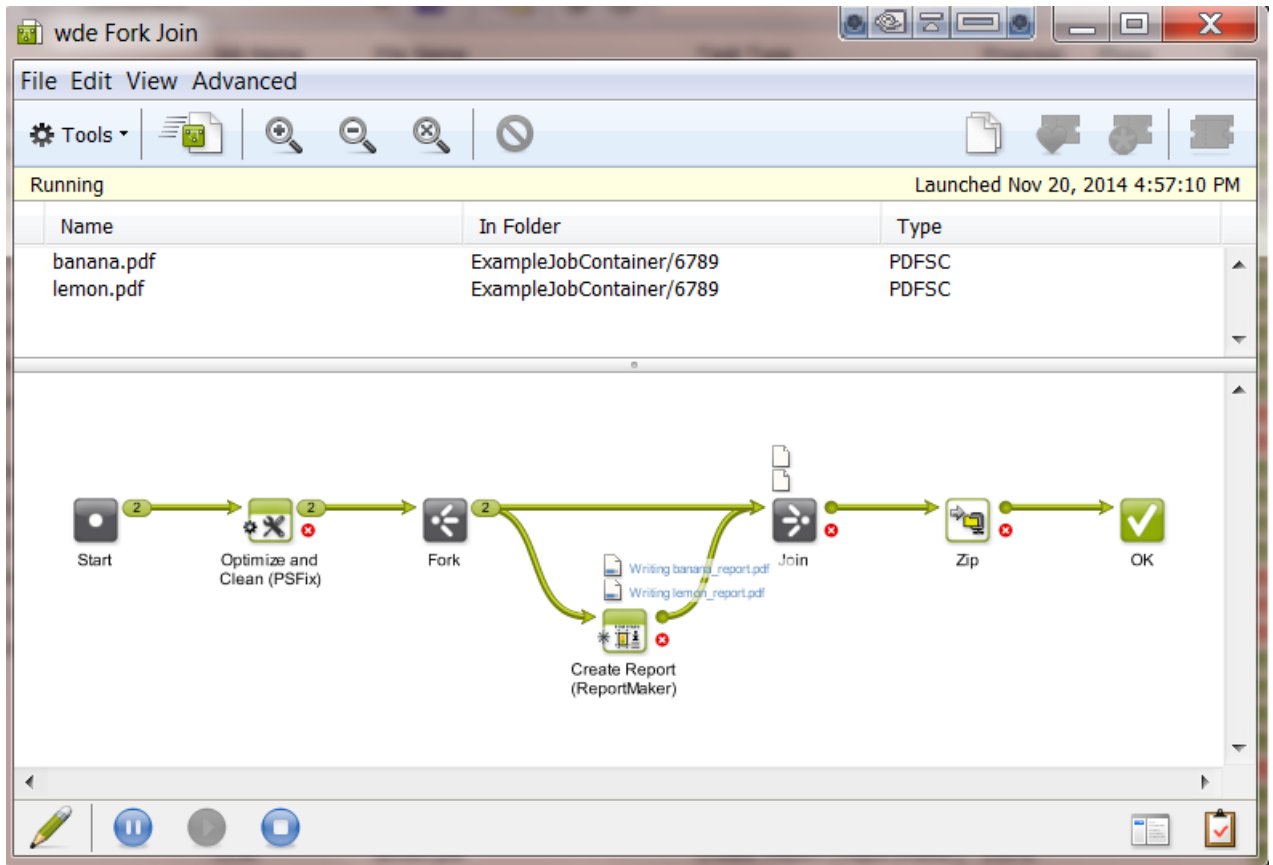 wde Fork Join
File Edit View Advanced
Tools
Running Launched Nov 20, 2014 4:57:10 PM
Name In Folder Type
banana.pdf ExampleJobContainer/6789 PDFSC
lemon.pdf ExampleJobContainer/6789 PDFSC
2 2 2
Start Optimize and Clean (PSFix) Fork Join Zip OK
Writing banana_report.pdf
Writing lemon_report.pdf
Create Report
(ReportMaker)